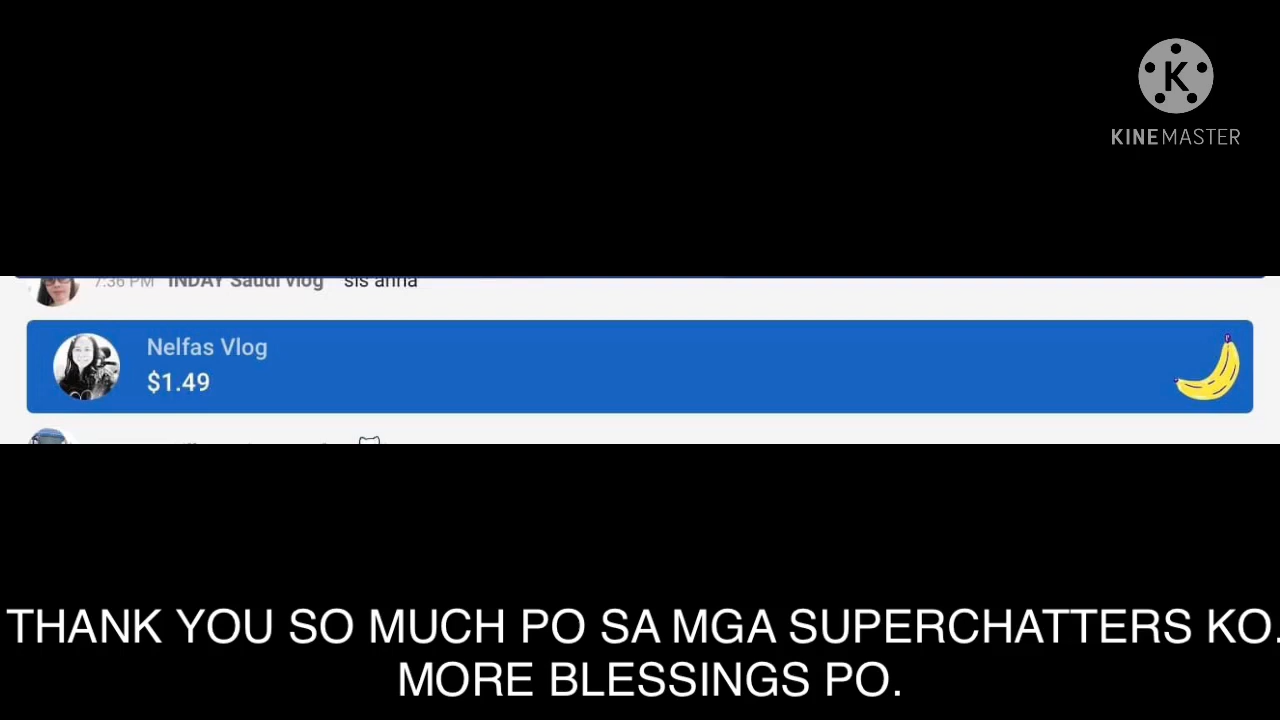 K
KINEMASTER
7:36 PM INDAY Saudi vlog sis anna
Nelfas Vlog
$1.49
THANK YOU SO MUCH PO SA MGA SUPERCHATTERS KO.
MORE BLESSINGS PO.